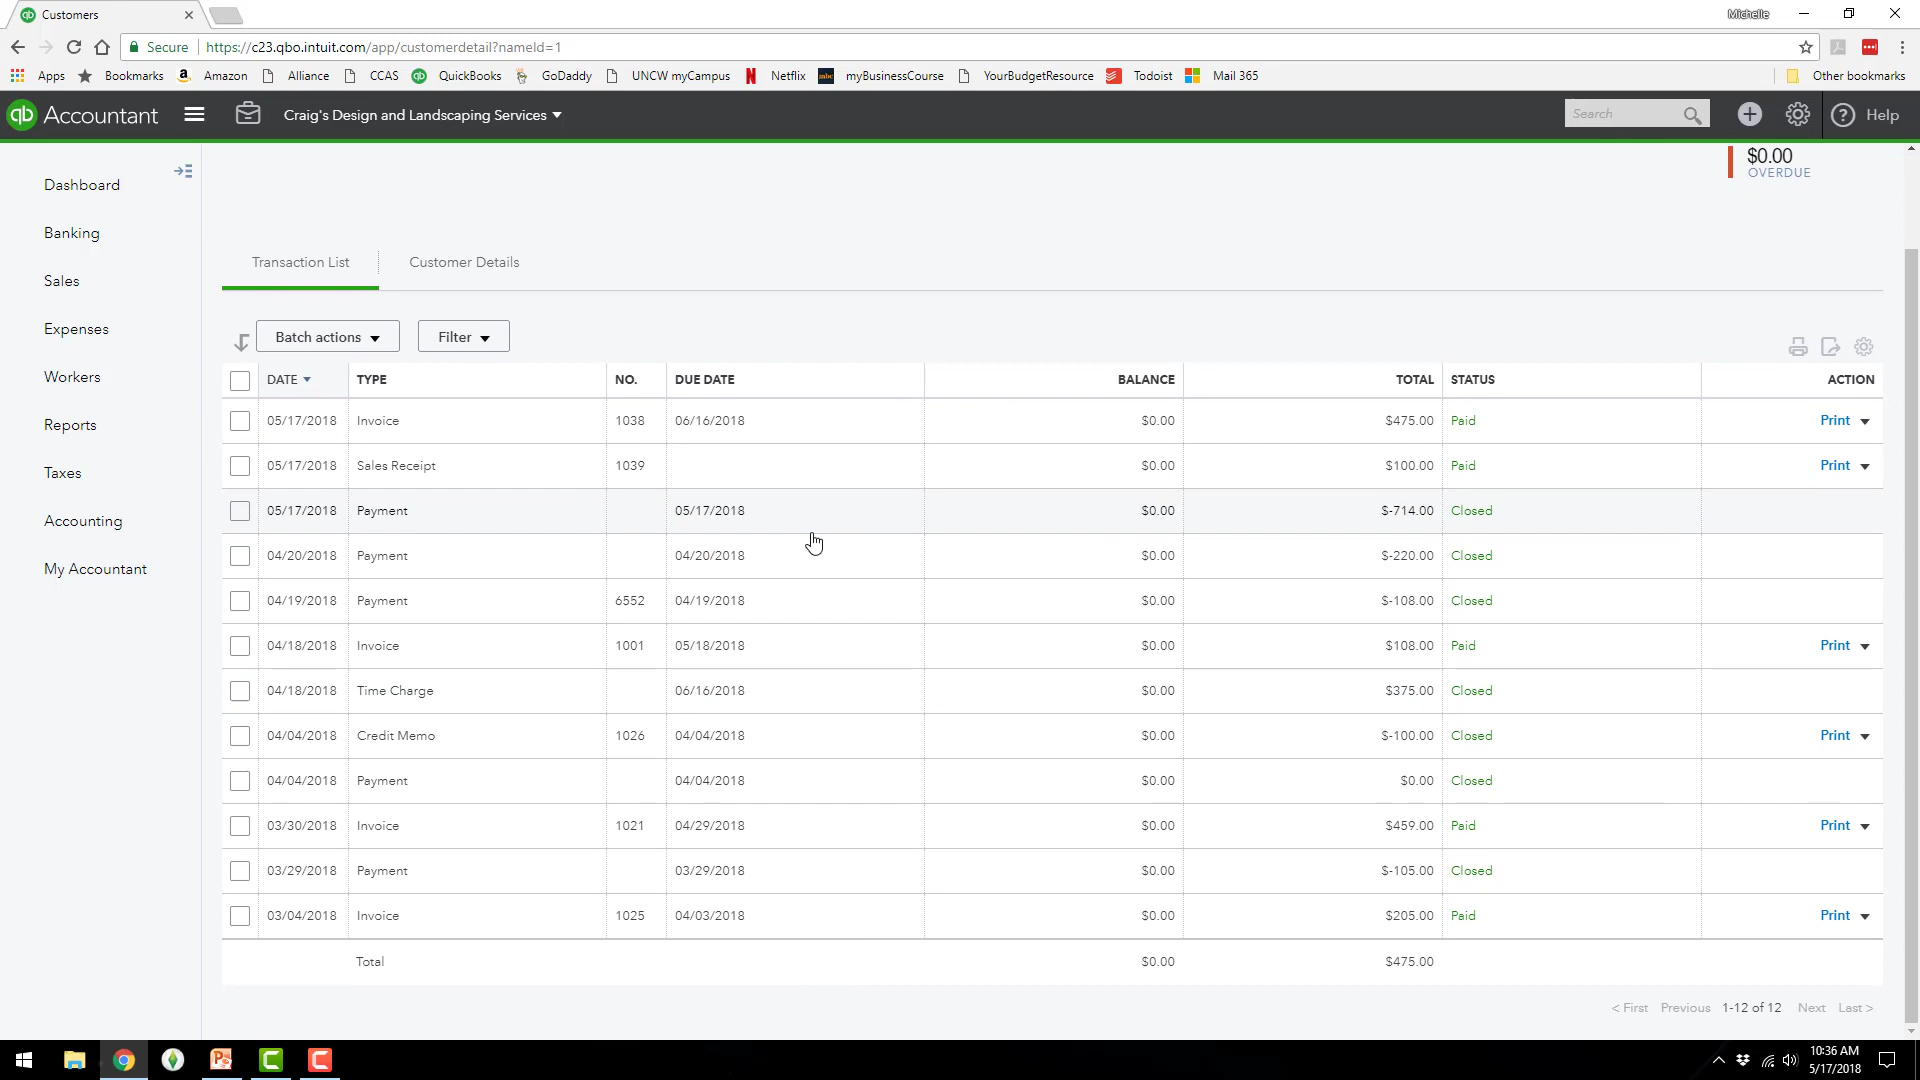 Customers
Michelle
Secure https://c23.qbo.intuit.com/app/customerdetail?nameId=1
Apps Bookmarks Amazon Alliance CCAS QuickBooks GoDaddy UNCW myCampus Netflix mbc myBusinessCourse YourBudgetResource Todoist Mail 365 Other bookmarks
qb Accountant Craig's Design and Landscaping Services Search Help
$0.00
OVERDUE
Dashboard
Banking
Sales
Expenses
Workers
Reports
Taxes
Accounting
My Accountant
Transaction List Customer Details
Batch actions Filter
DATE TYPE NO. DUE DATE BALANCE TOTAL STATUS ACTION
05/17/2018 Invoice 1038 06/16/2018 $0.00 $475.00 Paid Print
05/17/2018 Sales Receipt 1039 $0.00 $100.00 Paid Print
05/17/2018 Payment 05/17/2018 $0.00 $-714.00 Closed
04/20/2018 Payment 04/20/2018 $0.00 $-220.00 Closed
04/19/2018 Payment 6552 04/19/2018 $0.00 $-108.00 Closed
04/18/2018 Invoice 1001 05/18/2018 $0.00 $108.00 Paid Print
04/18/2018 Time Charge 06/16/2018 $0.00 $375.00 Closed
04/04/2018 Credit Memo 1026 04/04/2018 $0.00 $-100.00 Closed Print
04/04/2018 Payment 04/04/2018 $0.00 $0.00 Closed
03/30/2018 Invoice 1021 04/29/2018 $0.00 $459.00 Paid Print
03/29/2018 Payment 03/29/2018 $0.00 $-105.00 Closed
03/04/2018 Invoice 1025 04/03/2018 $0.00 $205.00 Paid Print
Total $0.00 $475.00
< First Previous 1-12 of 12 Next Last >
10:36 AM
5/17/2018